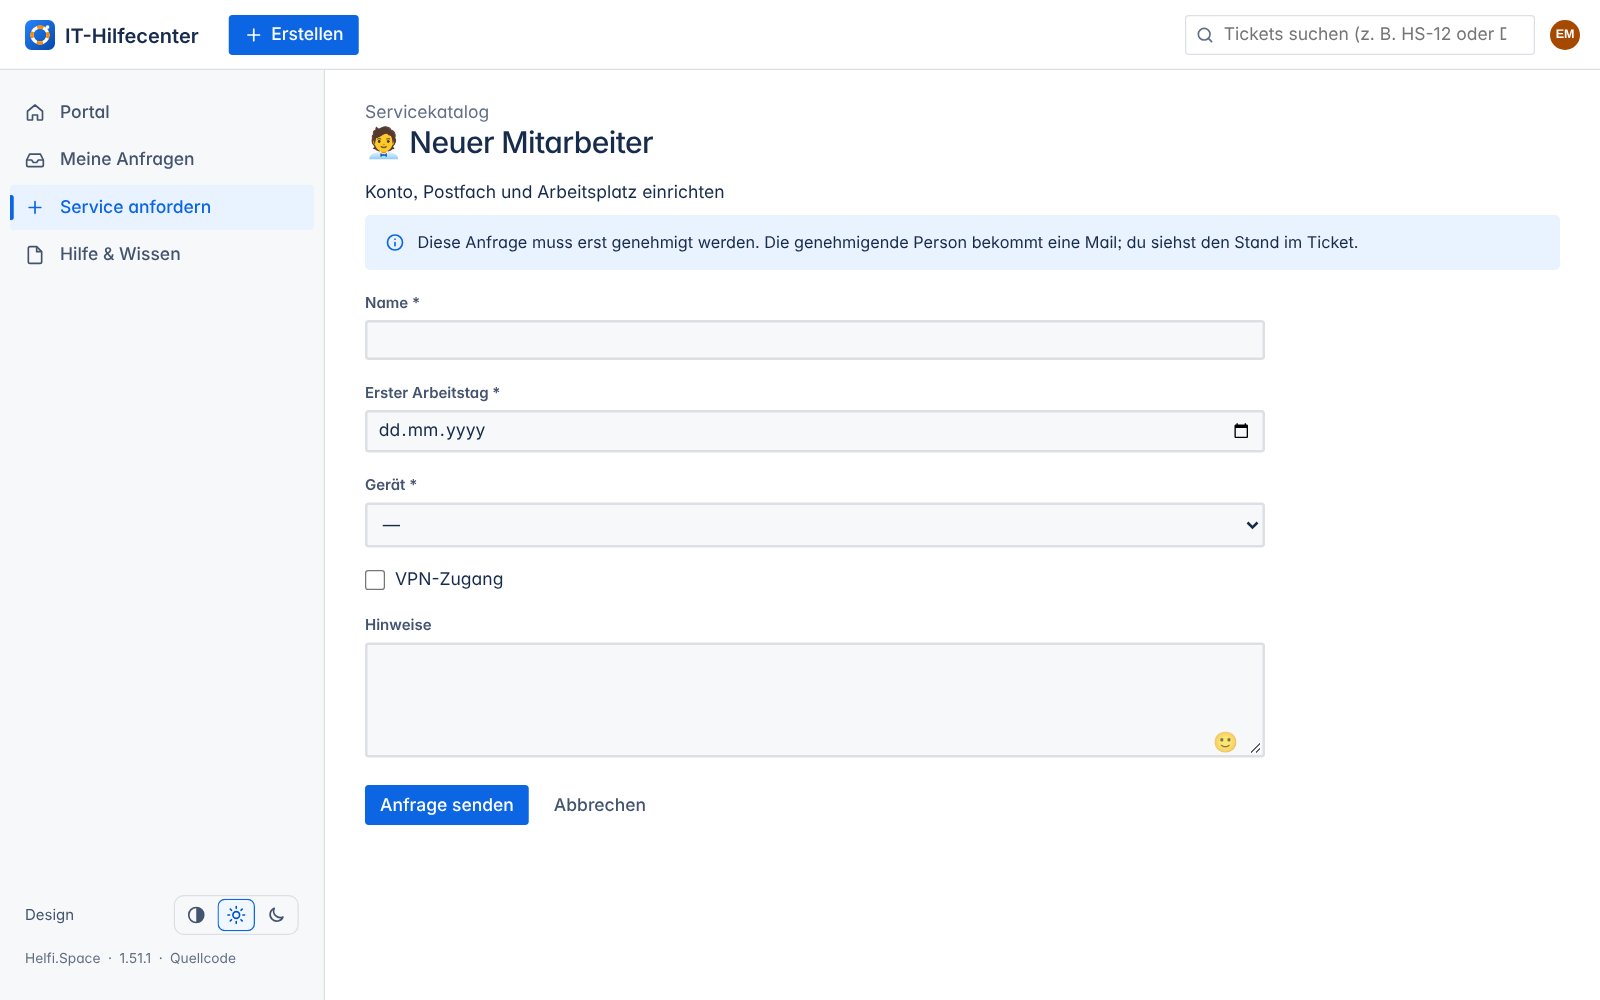 IT-Hilfecenter
Erstellen
Tickets suchen (z. B. HS-12 oder D
EM
Portal
Meine Anfragen
Service anfordern
Hilfe & Wissen
Servicekatalog
Neuer Mitarbeiter
Konto, Postfach und Arbeitsplatz einrichten
Diese Anfrage muss erst genehmigt werden. Die genehmigende Person bekommt eine Mail; du siehst den Stand im Ticket.
Name *
Erster Arbeitstag *
dd.mm.yyyy
Gerät *
—
VPN-Zugang
Hinweise
Anfrage senden
Abbrechen
Design
Helfi.Space · 1.51.1 · Quellcode